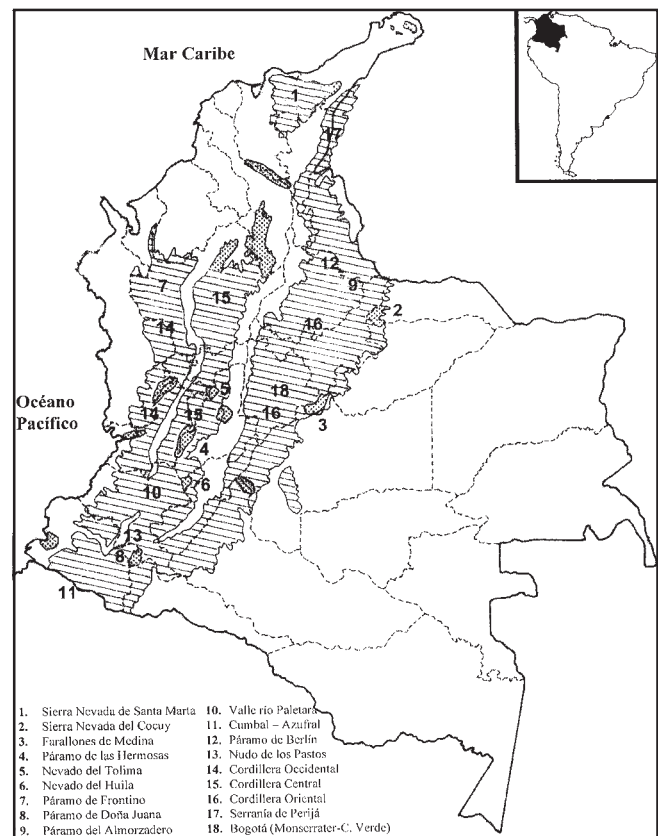 Mar Caribe
1
17
12
9
2
7
15
16
14
5
18
14
15
16
Océano
Pacífico
3
4
10
6
13
8
11
1. Sierra Nevada de Santa Marta
2. Sierra Nevada del Cocuy
3. Farallones de Medina
4. Páramo de las Hermosas
5. Nevado del Tolima
6. Nevado del Huila
7. Páramo de Frontino
8. Páramo de Doña Juana
9. Páramo del Almorzadero
10. Valle río Paletará
11. Cumbal – Azufral
12. Páramo de Berlín
13. Nudo de los Pastos
14. Cordillera Occidental
15. Cordillera Central
16. Cordillera Oriental
17. Serranía de Perijá
18. Bogotá (Monserrater-C. Verde)